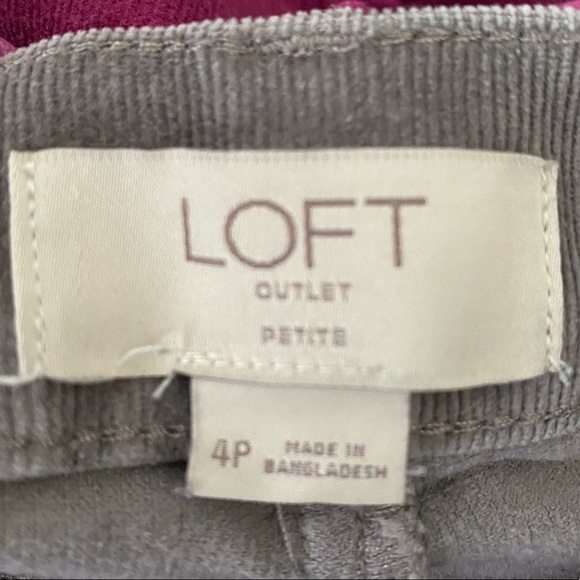 LOFT
OUTLET
PETITE
4P
MADE IN
BANGLADESH